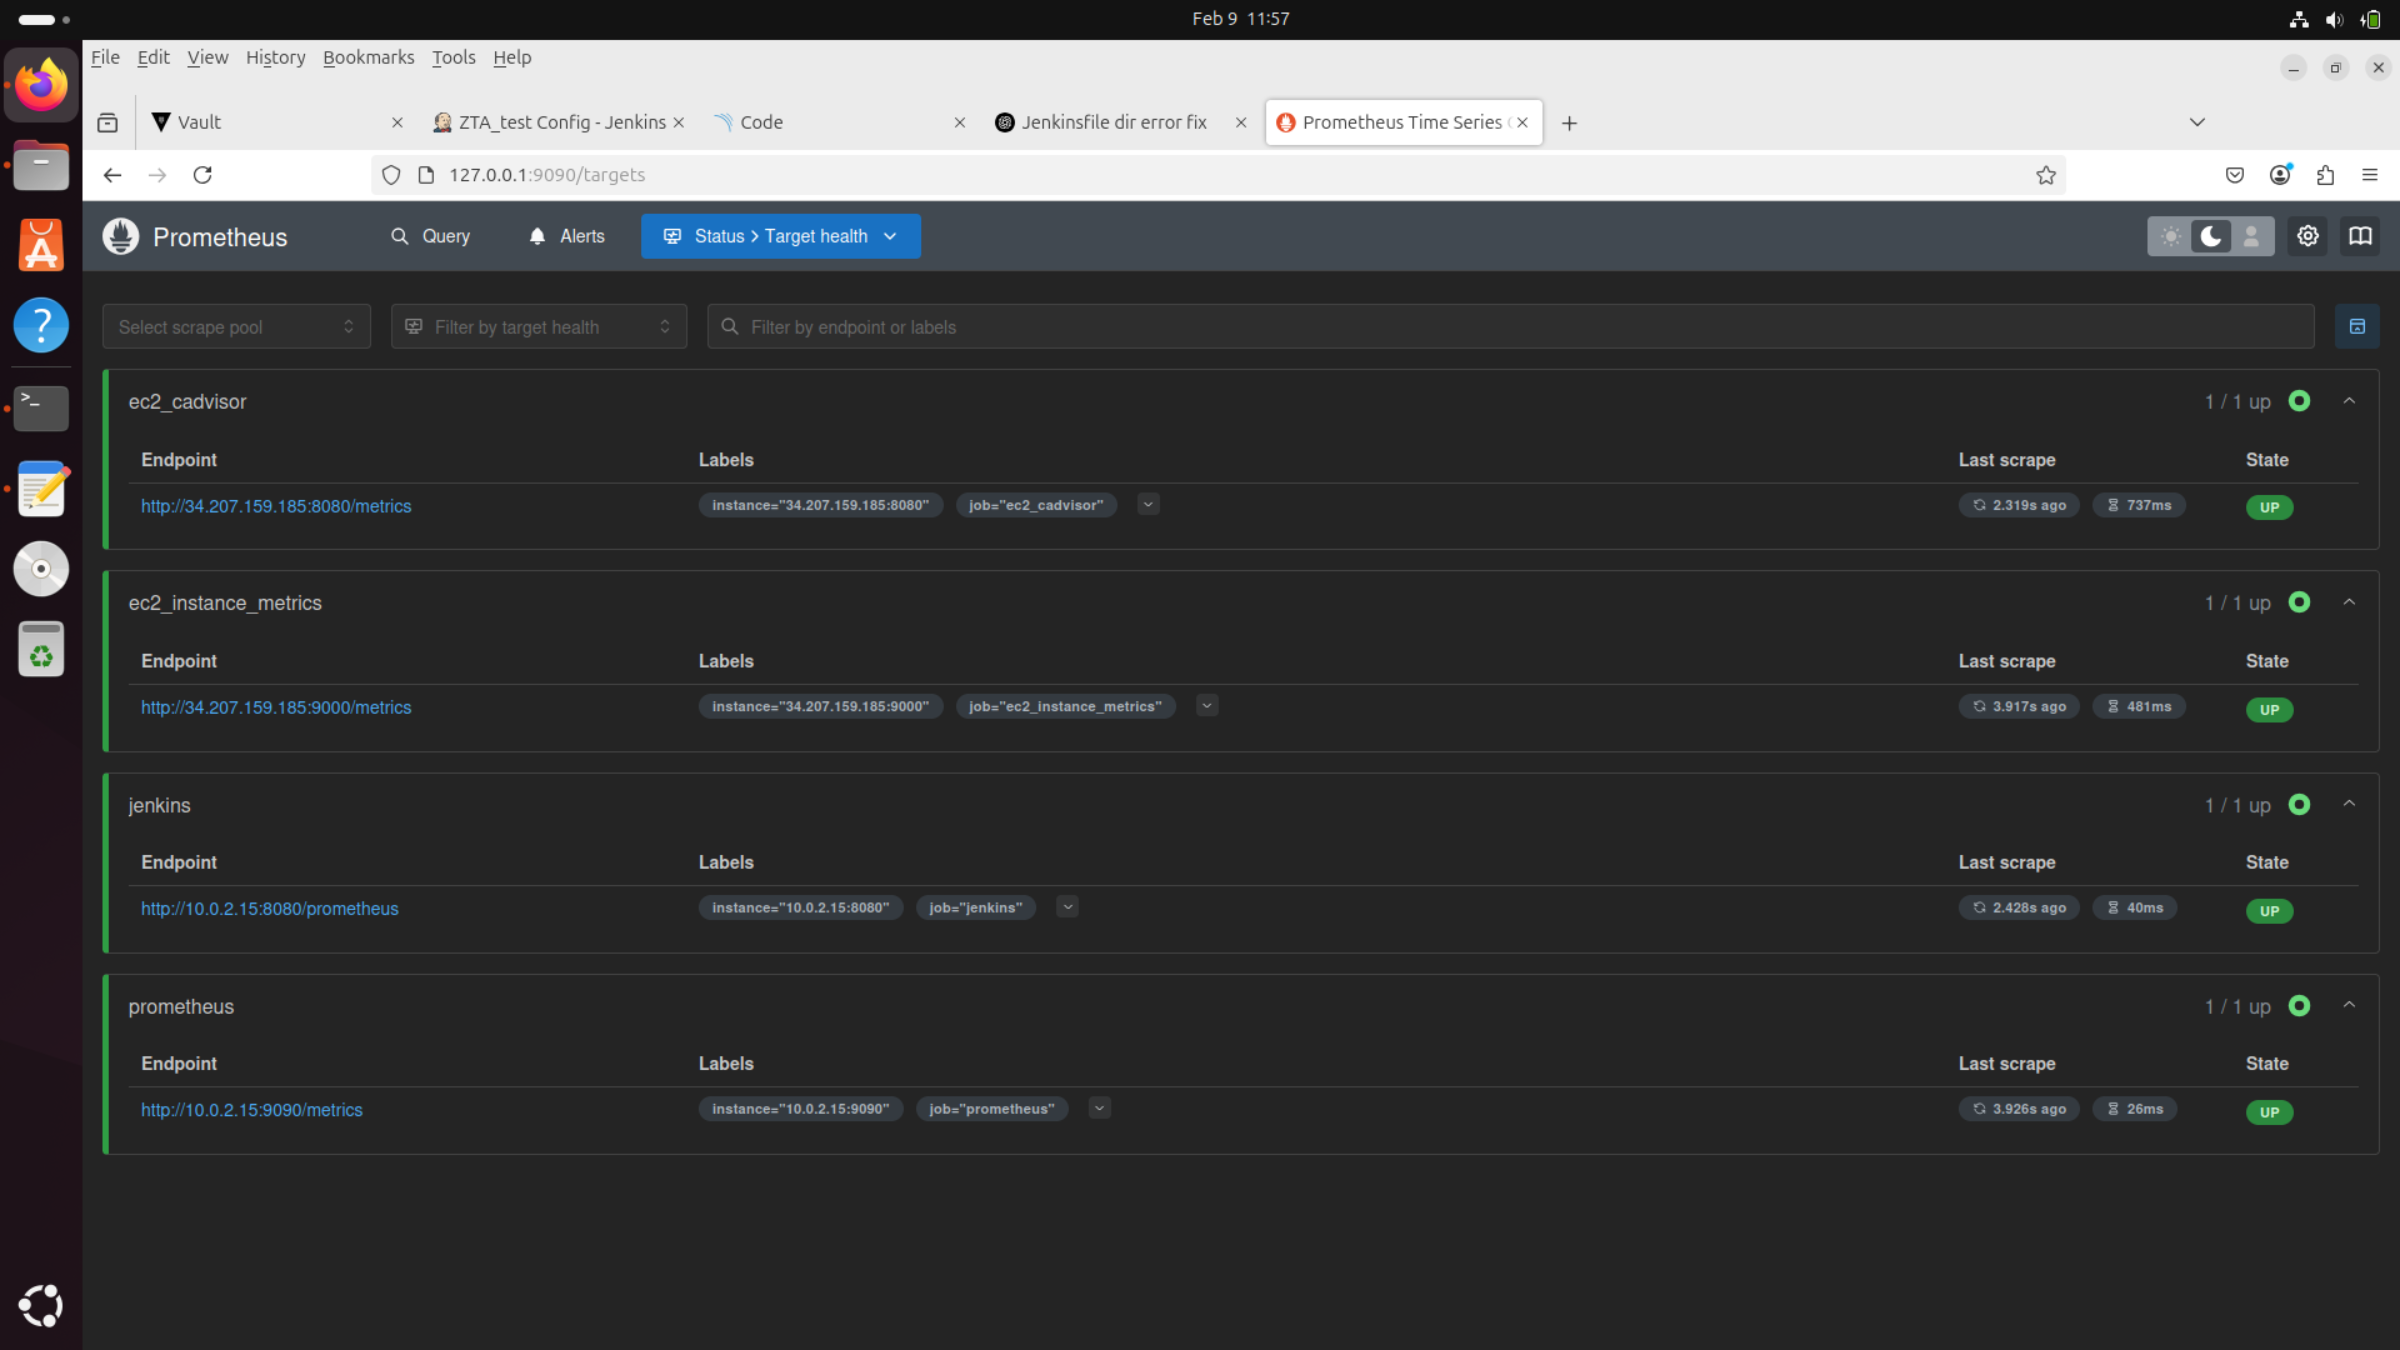 Feb 9 11:57
File Edit View History Bookmarks Tools Help
Vault
ZTA_test Config - Jenkins
Code
Jenkinsfile dir error fix
Prometheus Time Series
127.0.0.1:9090/targets
Prometheus
Query
Alerts
Status > Target health
Select scrape pool
Filter by target health
Filter by endpoint or labels
ec2_cadvisor
1 / 1 up
Endpoint Labels Last scrape State
http://34.207.159.185:8080/metrics instance="34.207.159.185:8080" job="ec2_cadvisor" 2.319s ago 737ms UP
ec2_instance_metrics
1 / 1 up
Endpoint Labels Last scrape State
http://34.207.159.185:9000/metrics instance="34.207.159.185:9000" job="ec2_instance_metrics" 3.917s ago 481ms UP
jenkins
1 / 1 up
Endpoint Labels Last scrape State
http://10.0.2.15:8080/prometheus instance="10.0.2.15:8080" job="jenkins" 2.428s ago 40ms UP
prometheus
1 / 1 up
Endpoint Labels Last scrape State
http://10.0.2.15:9090/metrics instance="10.0.2.15:9090" job="prometheus" 3.926s ago 26ms UP